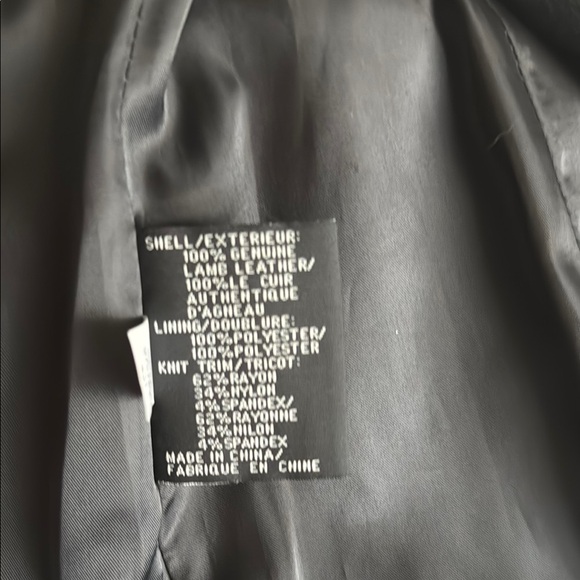 SHELL/EXTERIEUR:
100% GENUINE
LAMB LEATHER/
100%LE CUIR
AUTHENTIQUE
D'AGNEAU
LINING/DOUBLURE:
100%POLYESTER/
100%POLYESTER
KNIT TRIM/TRICOT:
62%RAYON
34%NYLON
4%SPANDEX/
62%RAYONNE
34%NILON
4%SPANDEX
MADE IN CHINA/
FABRIQUE EN CHINE